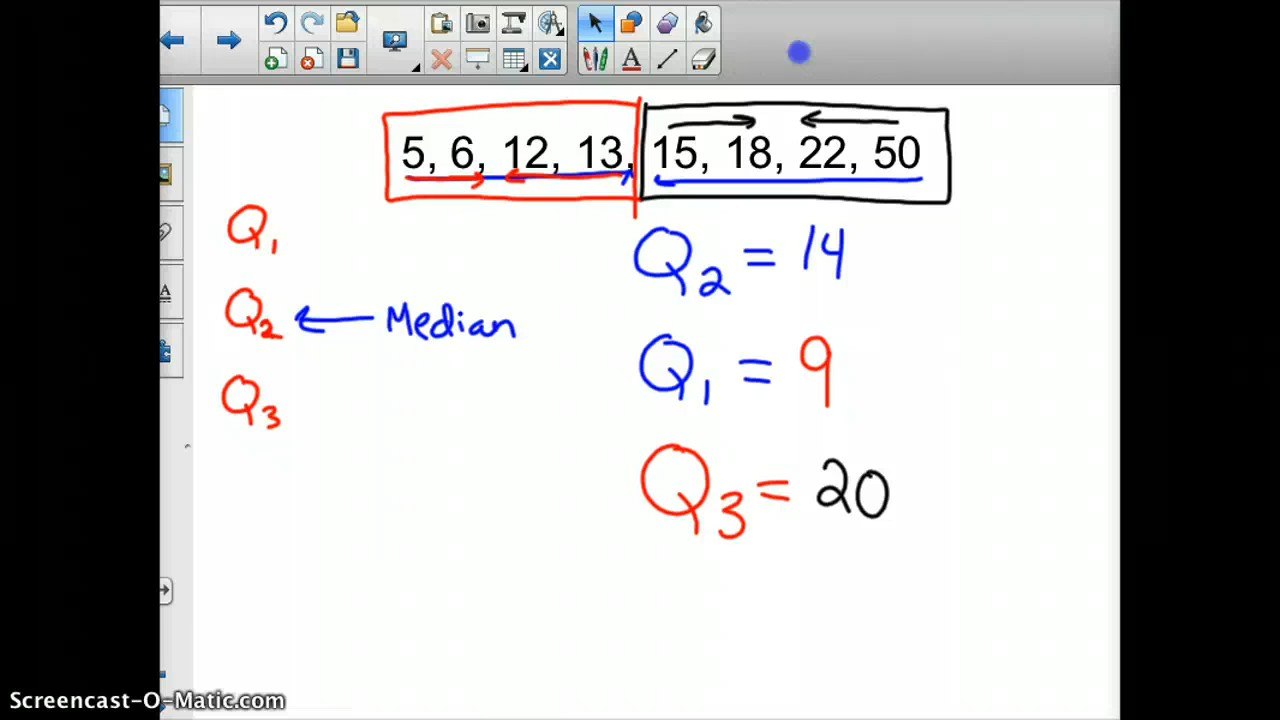 5, 6, 12, 13, 15, 18, 22, 50
Q1
Q2 = 14
Q2 ← Median
Q1 = 9
Q3
Q3 = 20
Screencast-O-Matic.com